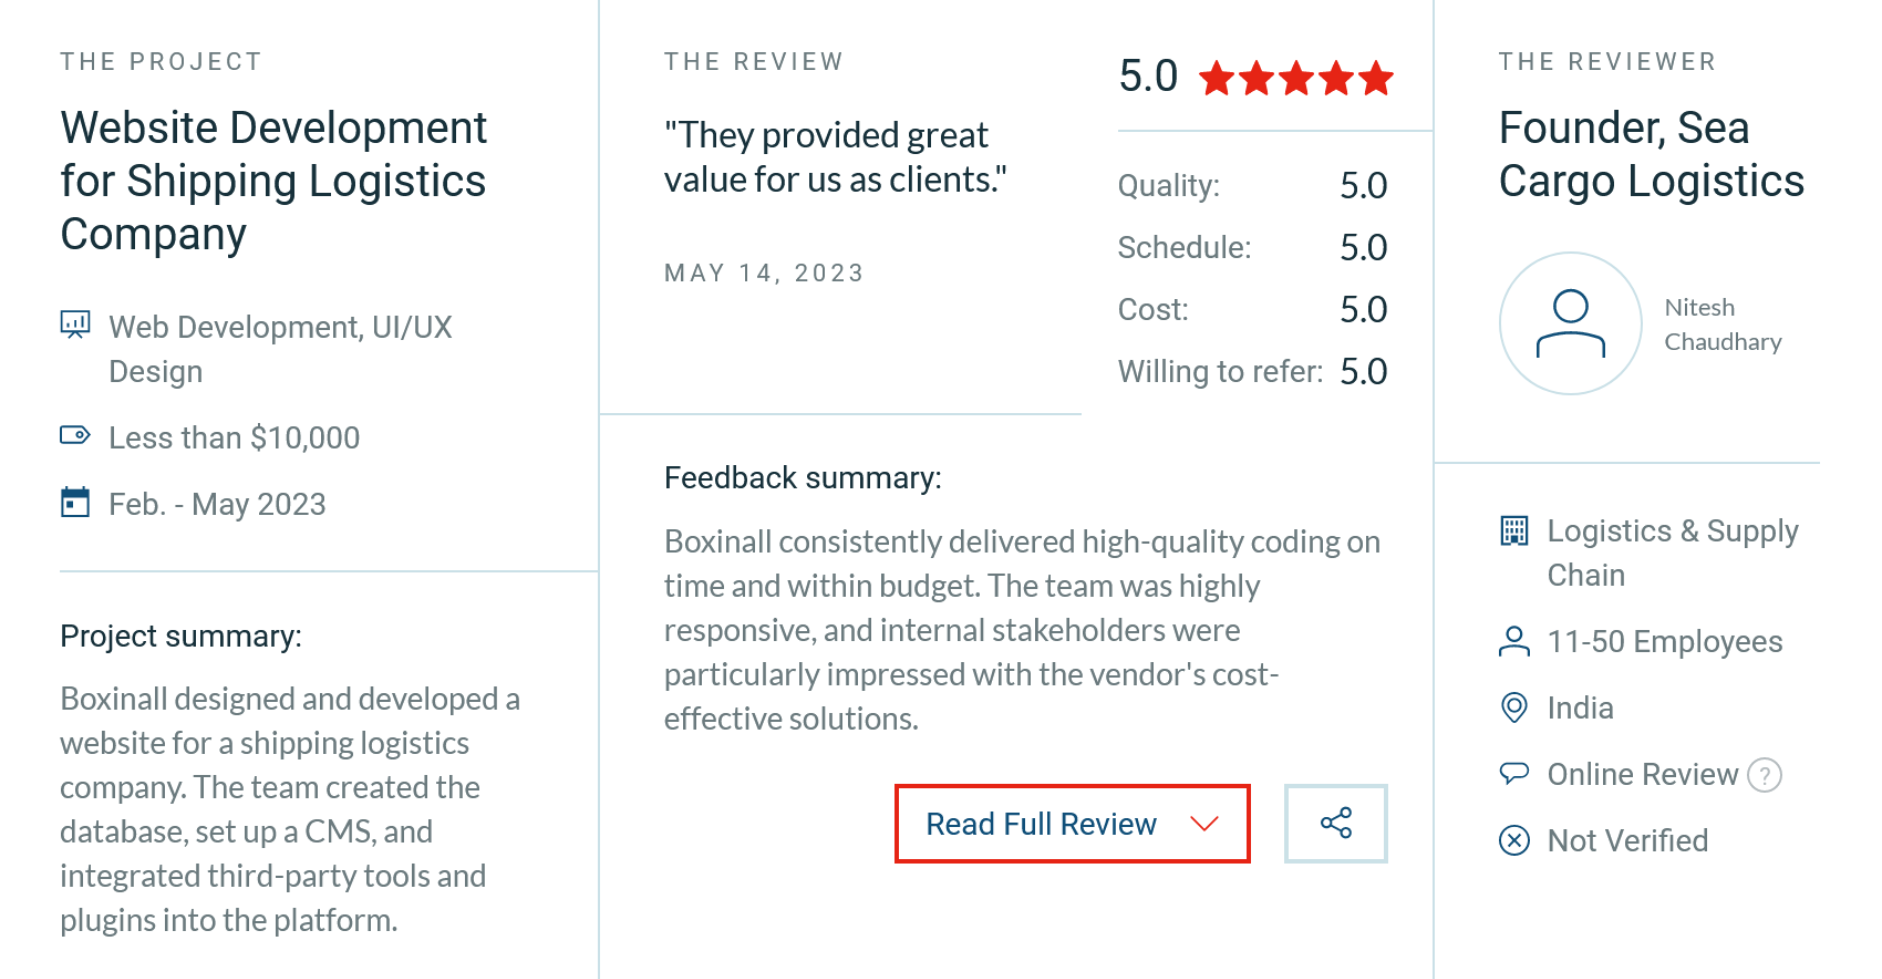 THE PROJECT
Website Development
for Shipping Logistics
Company
Web Development, UI/UX
Design
Less than $10,000
Feb. - May 2023
Project summary:
Boxinall designed and developed a
website for a shipping logistics
company. The team created the
database, set up a CMS, and
integrated third-party tools and
plugins into the platform.
THE REVIEW
"They provided great
value for us as clients."
MAY 14, 2023
5.0
Quality: 5.0
Schedule: 5.0
Cost: 5.0
Willing to refer: 5.0
Feedback summary:
Boxinall consistently delivered high-quality coding on
time and within budget. The team was highly
responsive, and internal stakeholders were
particularly impressed with the vendor's cost-
effective solutions.
Read Full Review
THE REVIEWER
Founder, Sea
Cargo Logistics
Nitesh
Chaudhary
Logistics & Supply
Chain
11-50 Employees
India
Online Review ?
Not Verified